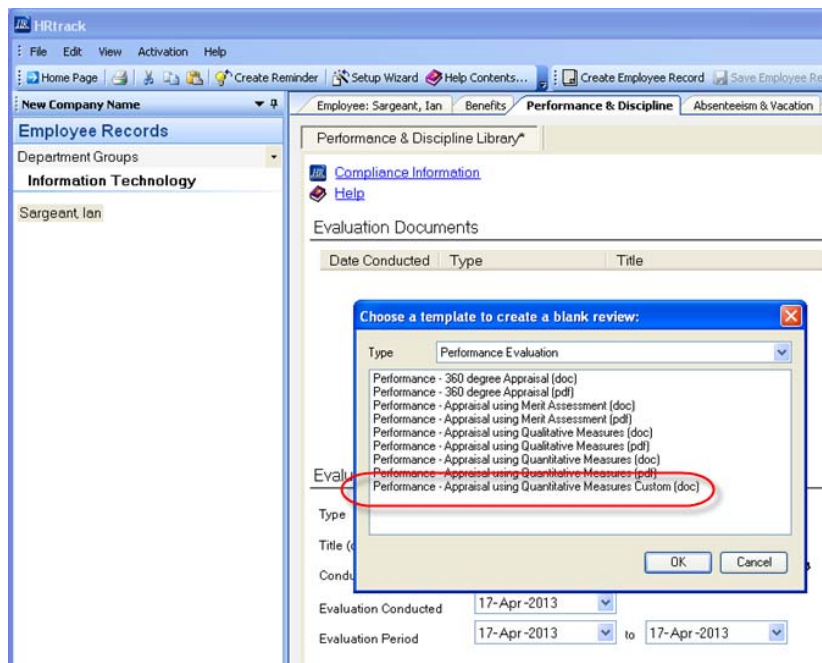 HRtrack
File Edit View Activation Help
Home Page Create Reminder Setup Wizard Help Contents... Create Employee Record Save Employee Re
New Company Name
Employee: Sargeant, Ian Benefits Performance & Discipline Absenteeism & Vacation
Employee Records
Performance & Discipline Library*
Department Groups
Information Technology
Compliance Information
Help
Sargeant, Ian
Evaluation Documents
Date Conducted Type Title
Choose a template to create a blank review:
Type Performance Evaluation
Performance - 360 degree Appraisal (doc)
Performance - 360 degree Appraisal (pdf)
Performance - Appraisal using Merit Assessment (doc)
Performance - Appraisal using Merit Assessment (pdf)
Performance - Appraisal using Qualitative Measures (doc)
Performance - Appraisal using Qualitative Measures (pdf)
Performance - Appraisal using Quantitative Measures (doc)
Performance - Appraisal using Quantitative Measures (pdf)
Performance - Appraisal using Quantitative Measures Custom (doc)
Evalu
Type
Title (o
Condu
OK Cancel
Evaluation Conducted 17-Apr-2013
Evaluation Period 17-Apr-2013 to 17-Apr-2013